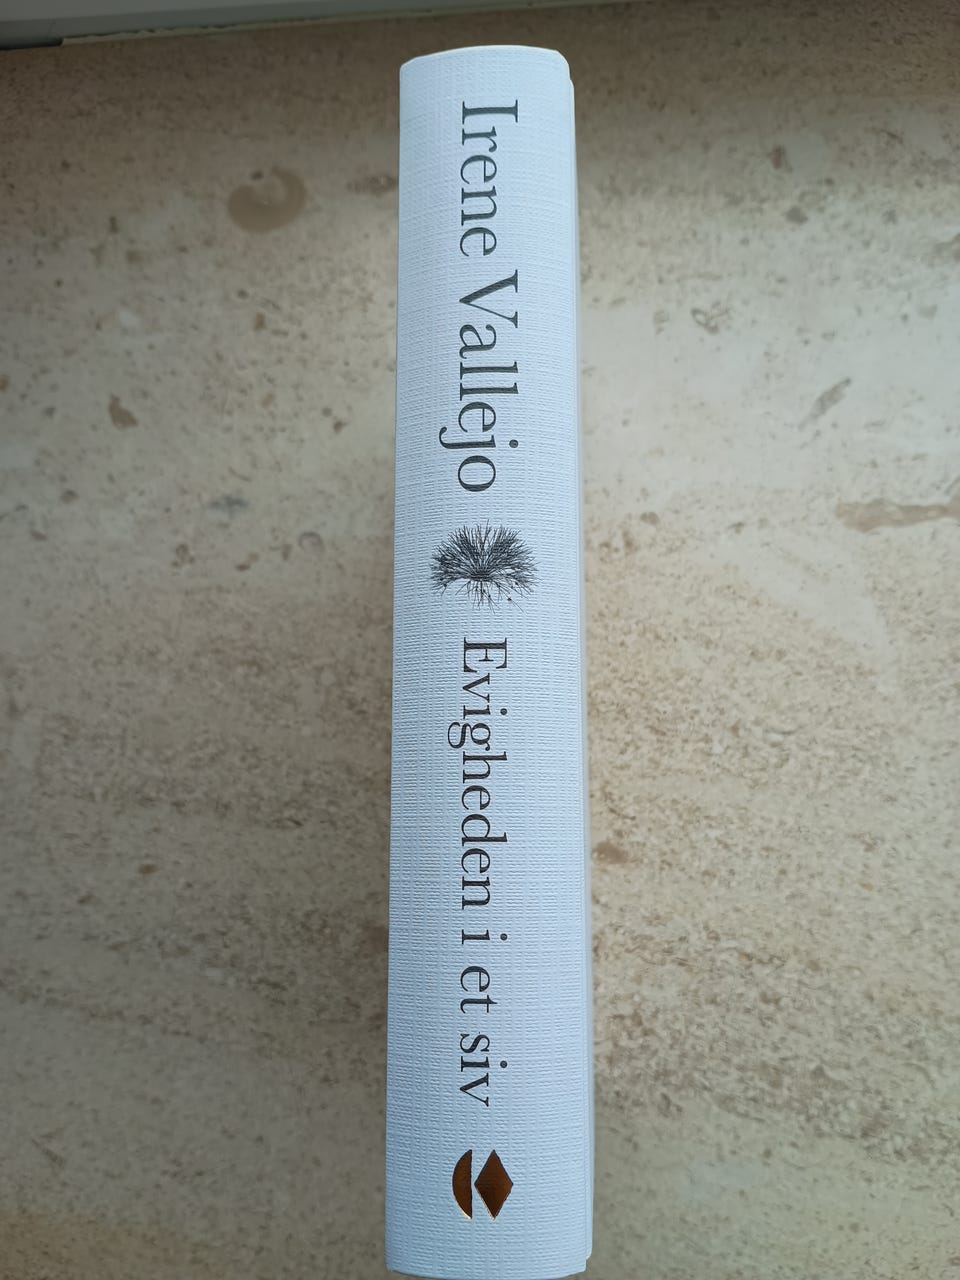 Irene Vallejo
Evigheden i et siv